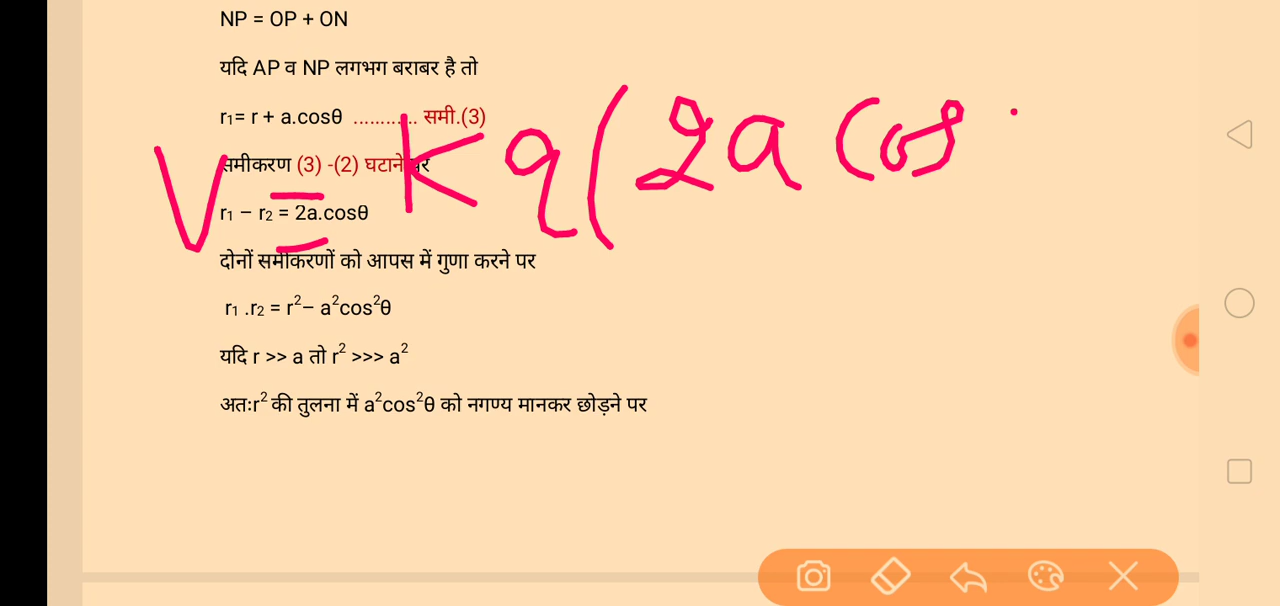 NP = OP + ON
यदि AP व NP लगभग बराबर है तो
r₁= r + a.cosθ ........... समी.(3)
समीकरण (3) -(2) घटाने पर
V = Kq(2a Cos
r₁ – r₂ = 2a.cosθ
दोनों समीकरणों को आपस में गुणा करने पर
r₁ .r₂ = r²– a²cos²θ
यदि r >> a तो r² >>> a²
अतःr² की तुलना में a²cos²θ को नगण्य मानकर छोड़ने पर